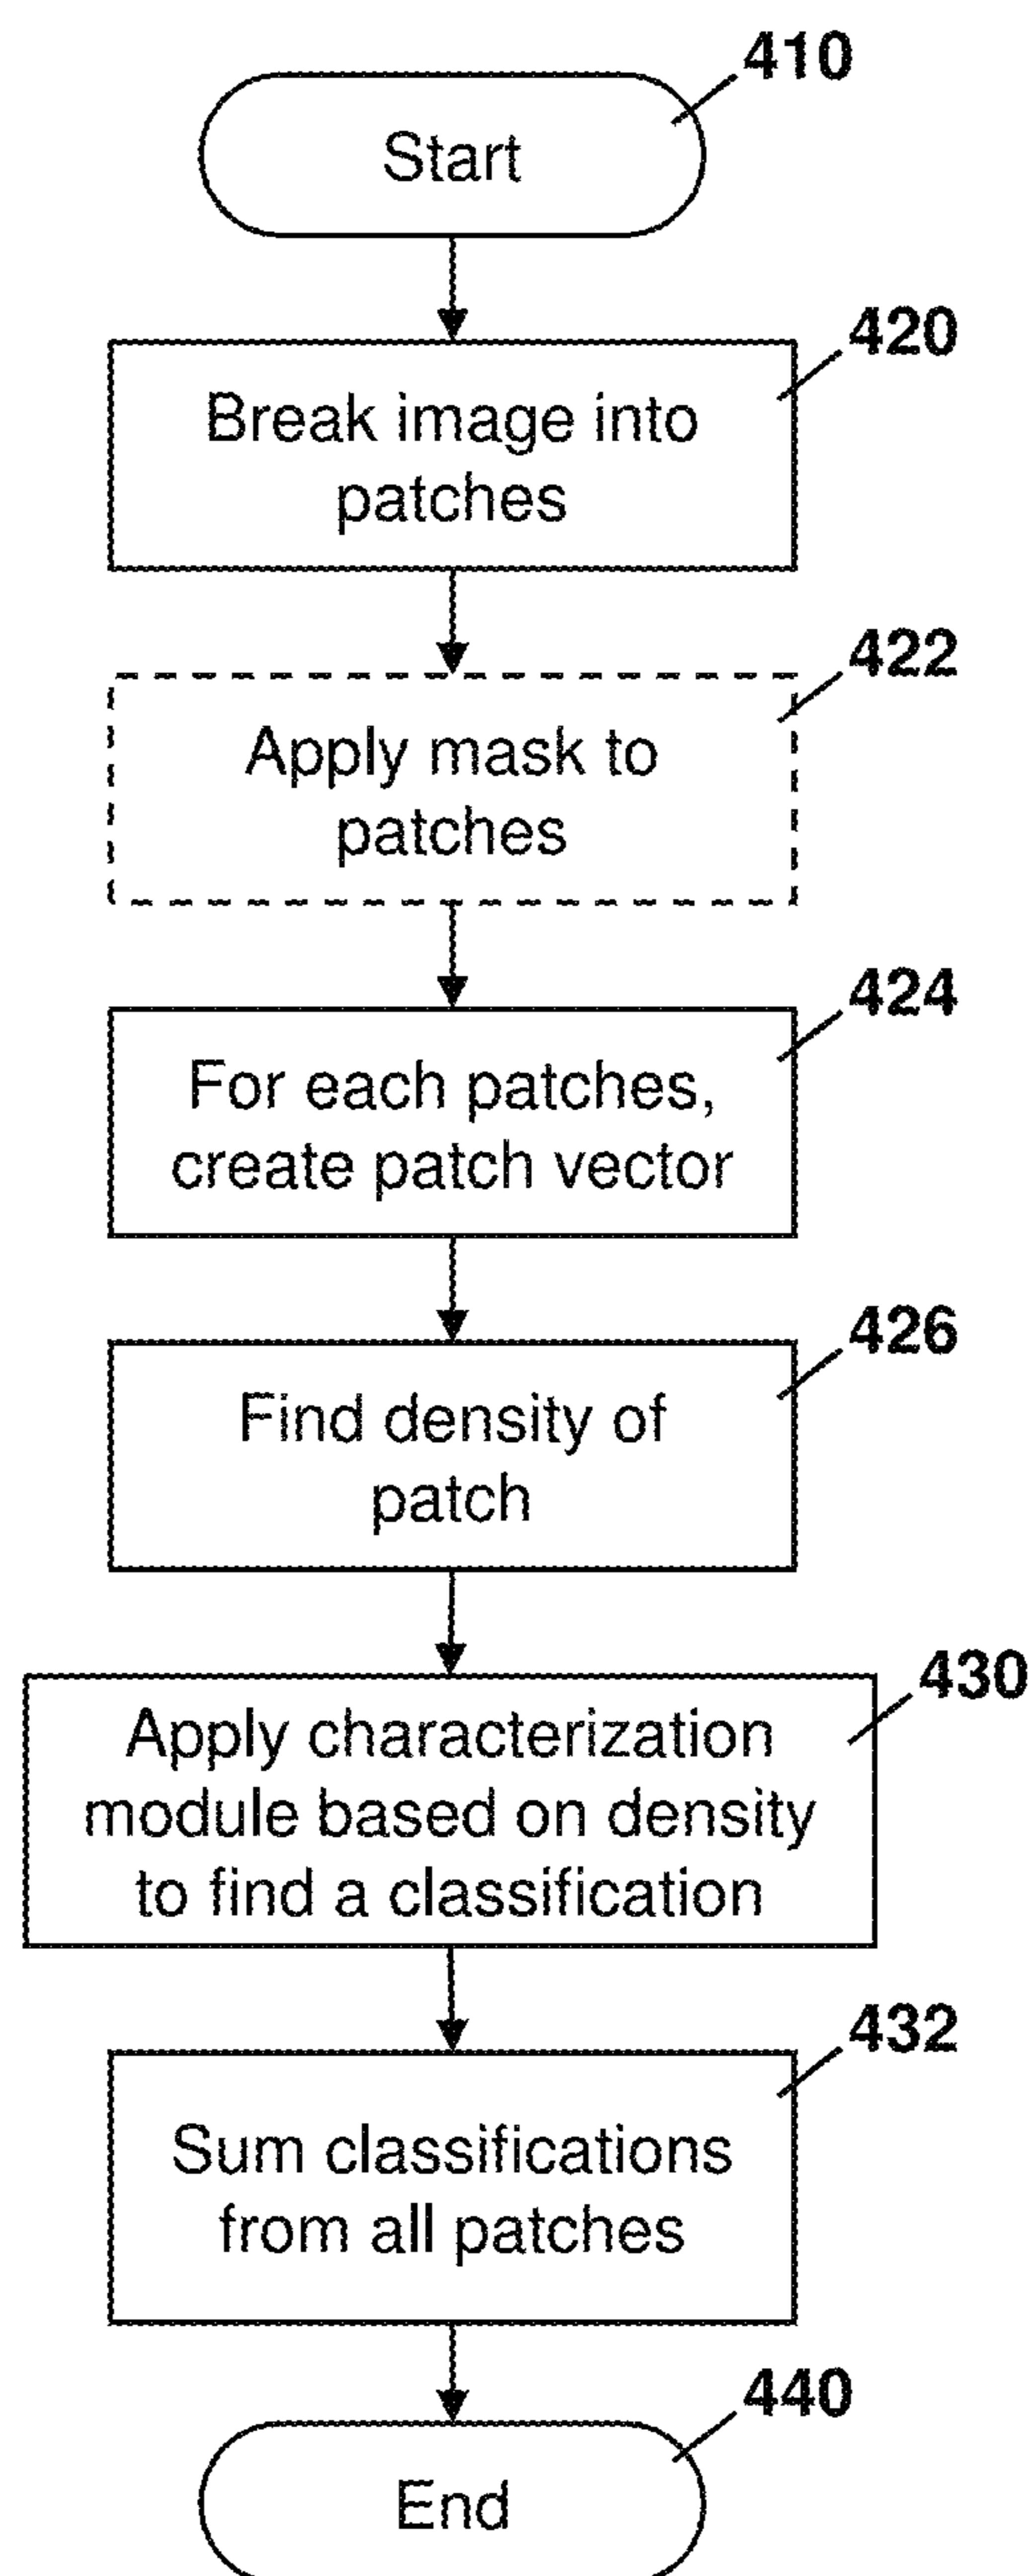 410
Start
420
Break image into
patches
422
Apply mask to
patches
424
For each patches,
create patch vector
426
Find density of
patch
430
Apply characterization
module based on density
to find a classification
432
Sum classifications
from all patches
440
End